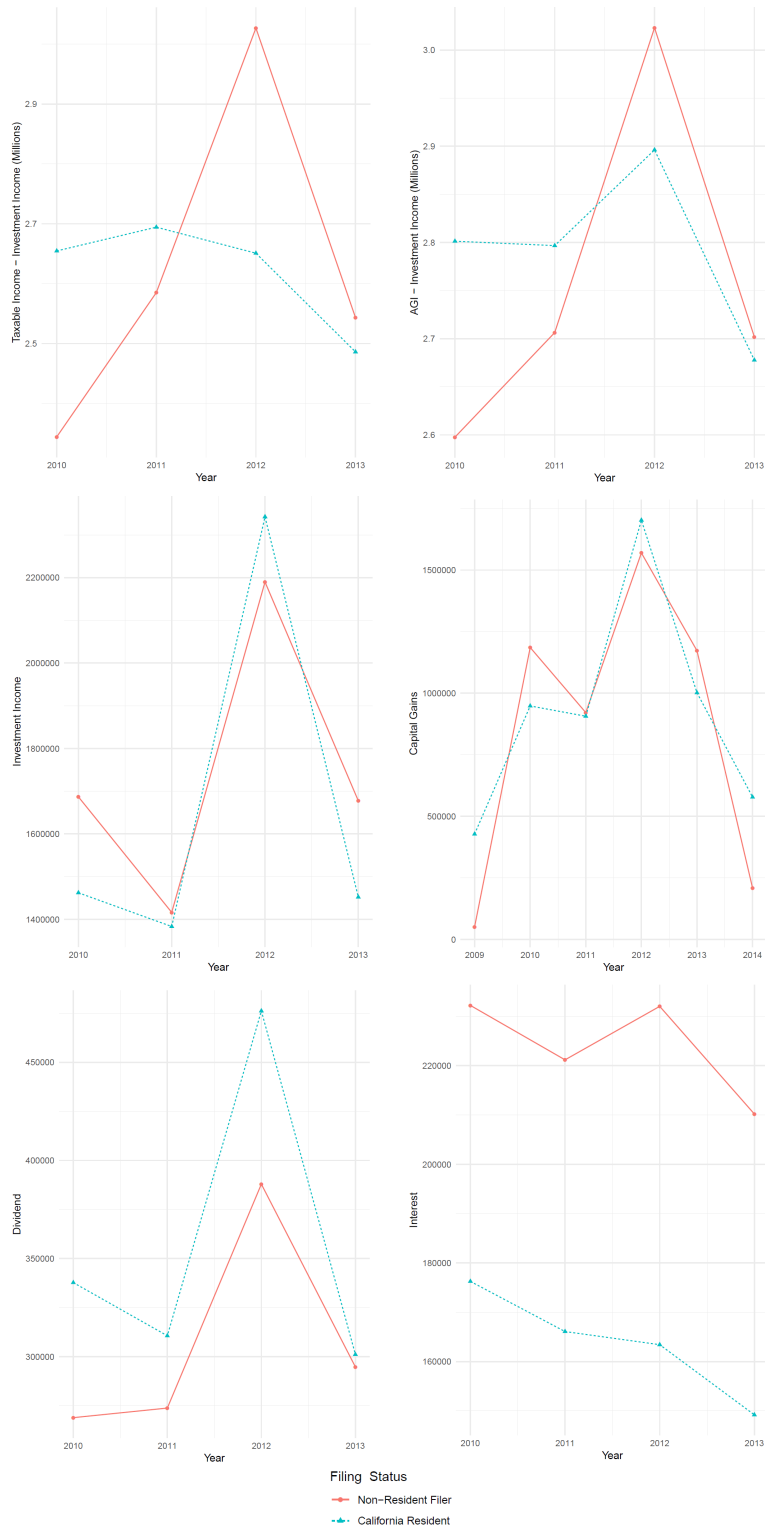 Taxable Income − Investment Income (Millions)
2.9
2.7
2.5
2010 2011 2012 2013
Year
AGI − Investment Income (Millions)
3.0
2.9
2.8
2.7
2.6
2010 2011 2012 2013
Year
Investment Income
2200000
2000000
1800000
1600000
1400000
2010 2011 2012 2013
Year
Capital Gains
1500000
1000000
500000
0
2009 2010 2011 2012 2013 2014
Year
Dividend
450000
400000
350000
300000
2010 2011 2012 2013
Year
Interest
220000
200000
180000
160000
2010 2011 2012 2013
Year
Filing Status
Non−Resident Filer
California Resident